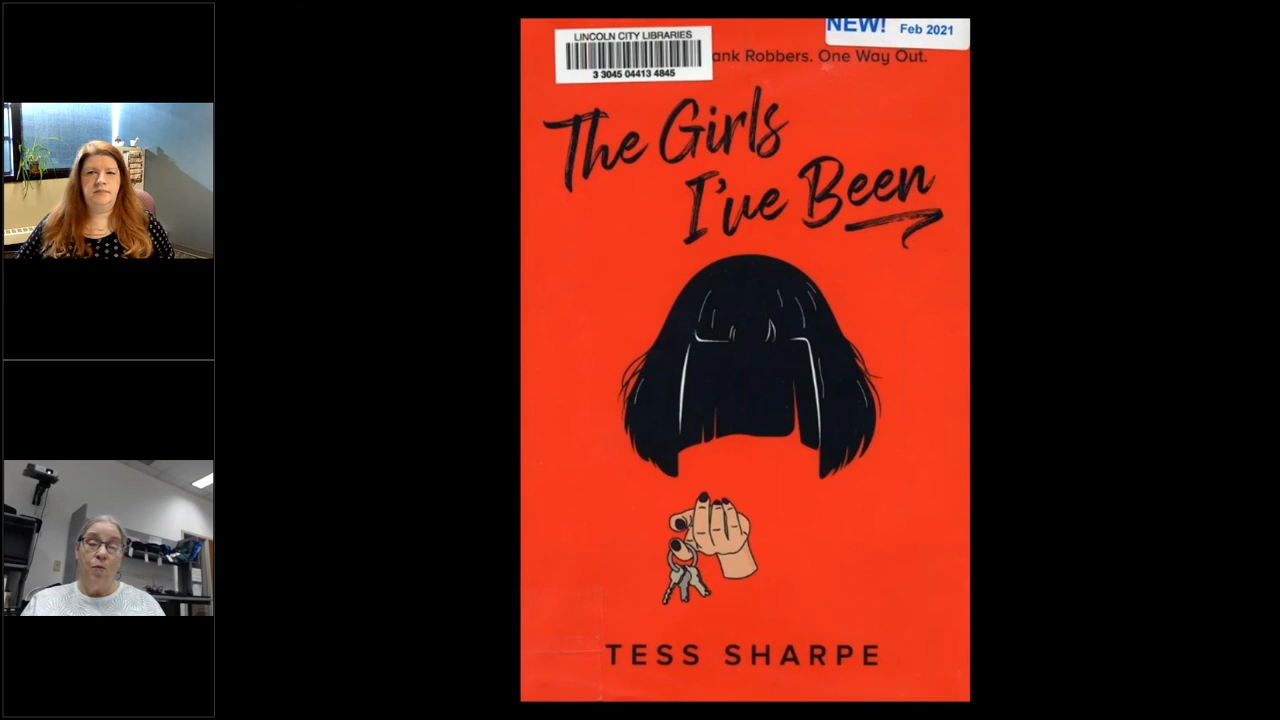 LINCOLN CITY LIBRARIES
3 3045 04413 4845
NEW! Feb 2021
Robbers. One Way Out.
The Girls
I've Been
TESS SHARPE